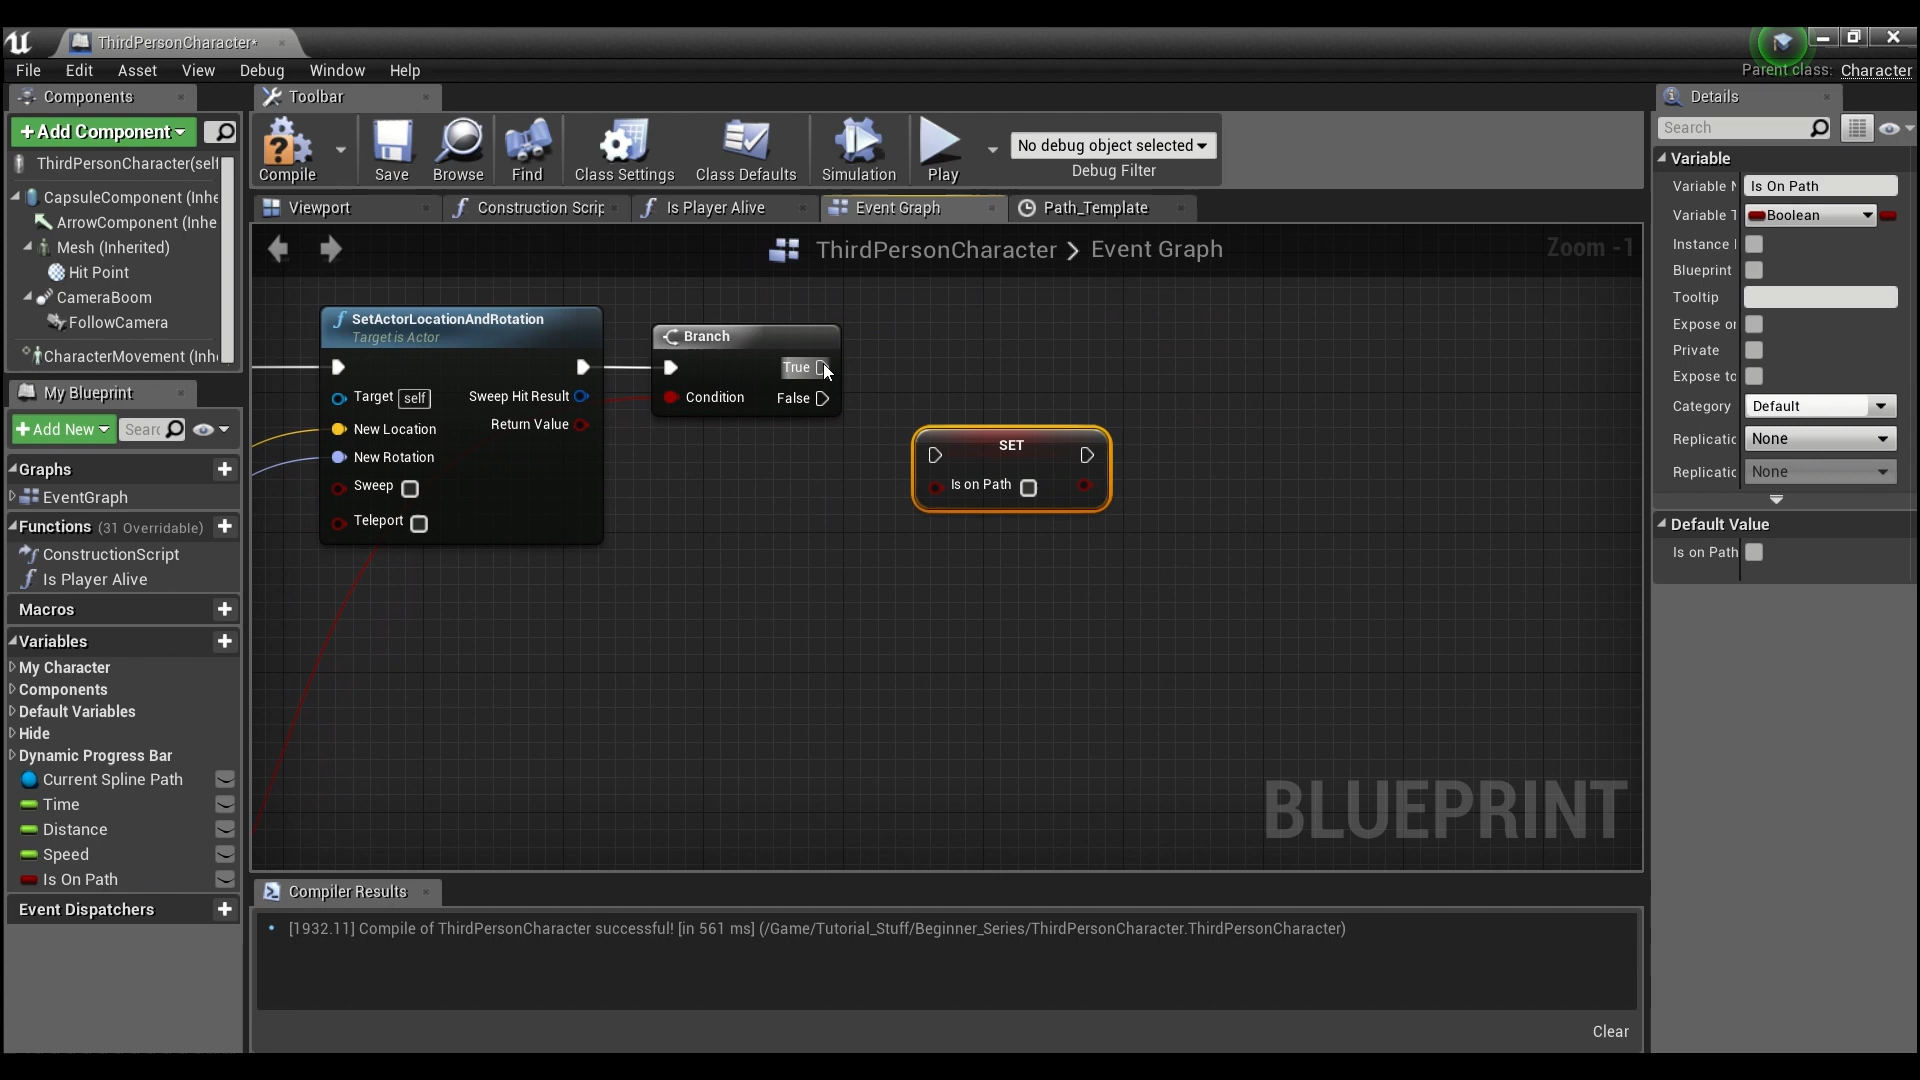 ThirdPersonCharacter*
File Edit Asset View Debug Window Help
Parent class: Character
Components
Toolbar
Details
+Add Component
Search
ThirdPersonCharacter(self
CapsuleComponent (Inhe
ArrowComponent (Inhe
Mesh (Inherited)
Hit Point
CameraBoom
FollowCamera
CharacterMovement (Inhe
Compile
Save
Browse
Find
Class Settings
Class Defaults
Simulation
Play
No debug object selected
Debug Filter
Viewport
Construction Scrip
Is Player Alive
Event Graph
Path_Template
ThirdPersonCharacter > Event Graph
Zoom -1
SetActorLocationAndRotation
Target is Actor
Target self
Sweep Hit Result
New Location
Return Value
New Rotation
Sweep
Teleport
Branch
True
Condition
False
SET
Is on Path
BLUEPRINT
My Blueprint
+Add New
Searc
Graphs
EventGraph
Functions (31 Overridable)
ConstructionScript
Is Player Alive
Macros
Variables
My Character
Components
Default Variables
Hide
Dynamic Progress Bar
Current Spline Path
Time
Distance
Speed
Is On Path
Event Dispatchers
Compiler Results
[1932.11] Compile of ThirdPersonCharacter successful! [in 561 ms] (/Game/Tutorial_Stuff/Beginner_Series/ThirdPersonCharacter.ThirdPersonCharacter)
Clear
Variable
Variable N Is On Path
Variable T Boolean
Instance I
Blueprint
Tooltip
Expose or
Private
Expose to
Category Default
Replicatic None
Replicatic None
Default Value
Is on Path